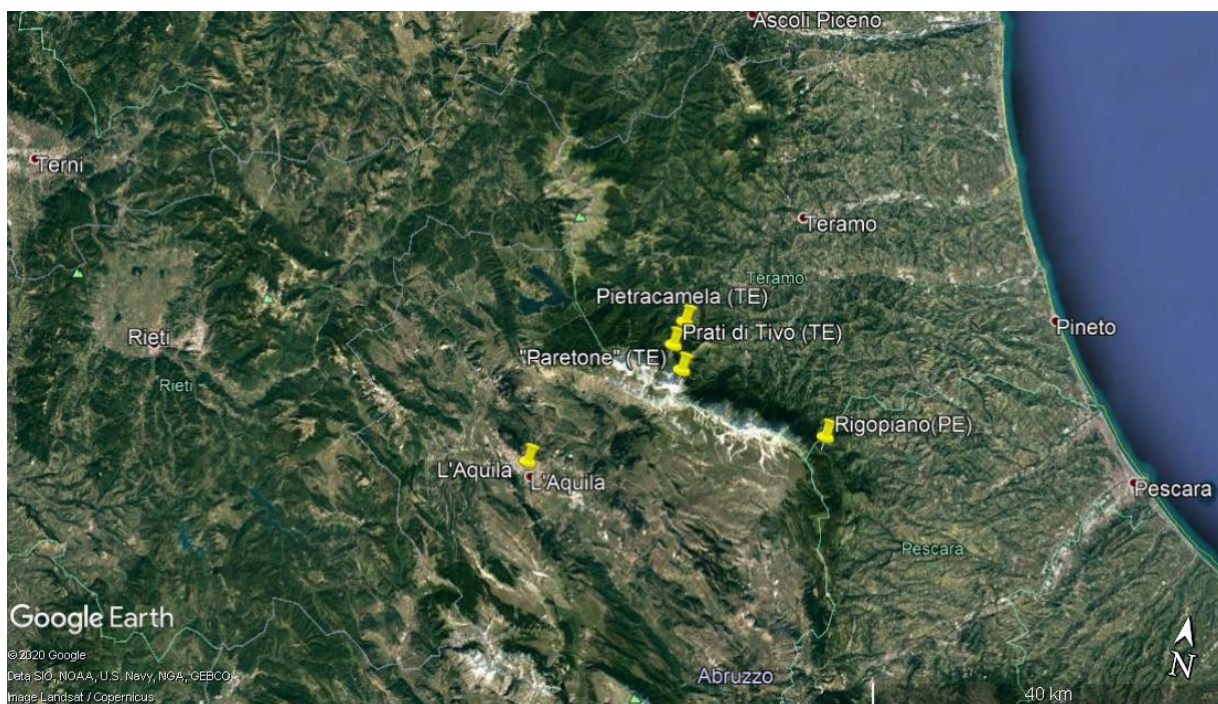 Ascoli Piceno
Terni
Teramo
Teramo
Pietracamela (TE)
Prati di Tivo (TE)
"Paretone" (TE)
Pineto
Rieti
Rieti
Rigopiano(PE)
L'Aquila
L'Aquila
Pescara
Pescara
Google Earth
© 2020 Google
Data SIO, NOAA, U.S. Navy, NGA, GEBCO
Image Landsat / Copernicus
Abruzzo
40 km
N